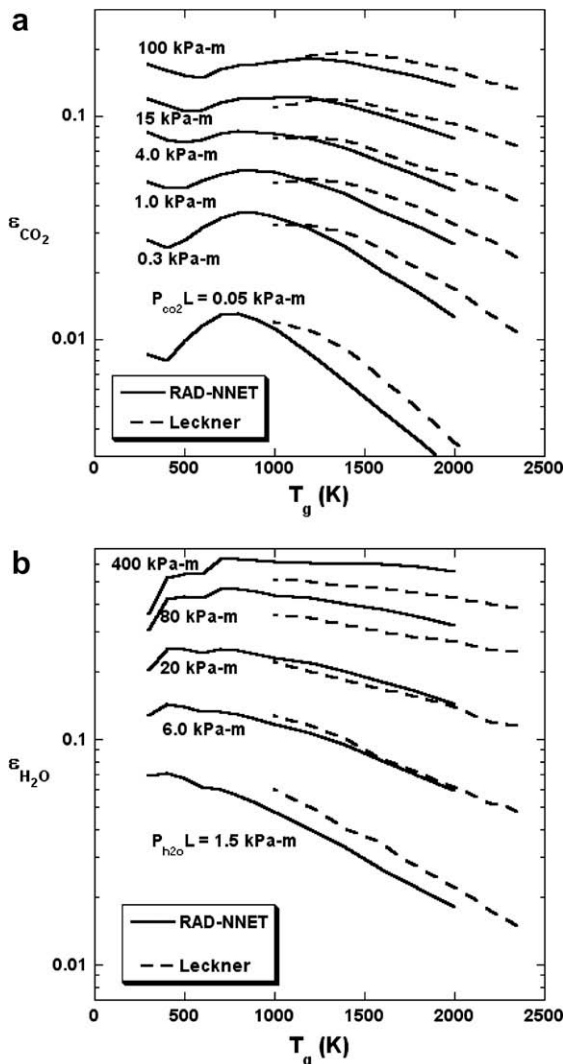 a
100 kPa-m
0.1
15 kPa-m
4.0 kPa-m
1.0 kPa-m
εCO2
0.3 kPa-m
Pco2L = 0.05 kPa-m
0.01
RAD-NNET
Leckner
0 500 1000 1500 2000 2500
Tg (K)
b
400 kPa-m
80 kPa-m
20 kPa-m
0.1
6.0 kPa-m
εH2O
Ph2oL = 1.5 kPa-m
RAD-NNET
0.01
Leckner
0 500 1000 1500 2000 2500
Tg (K)